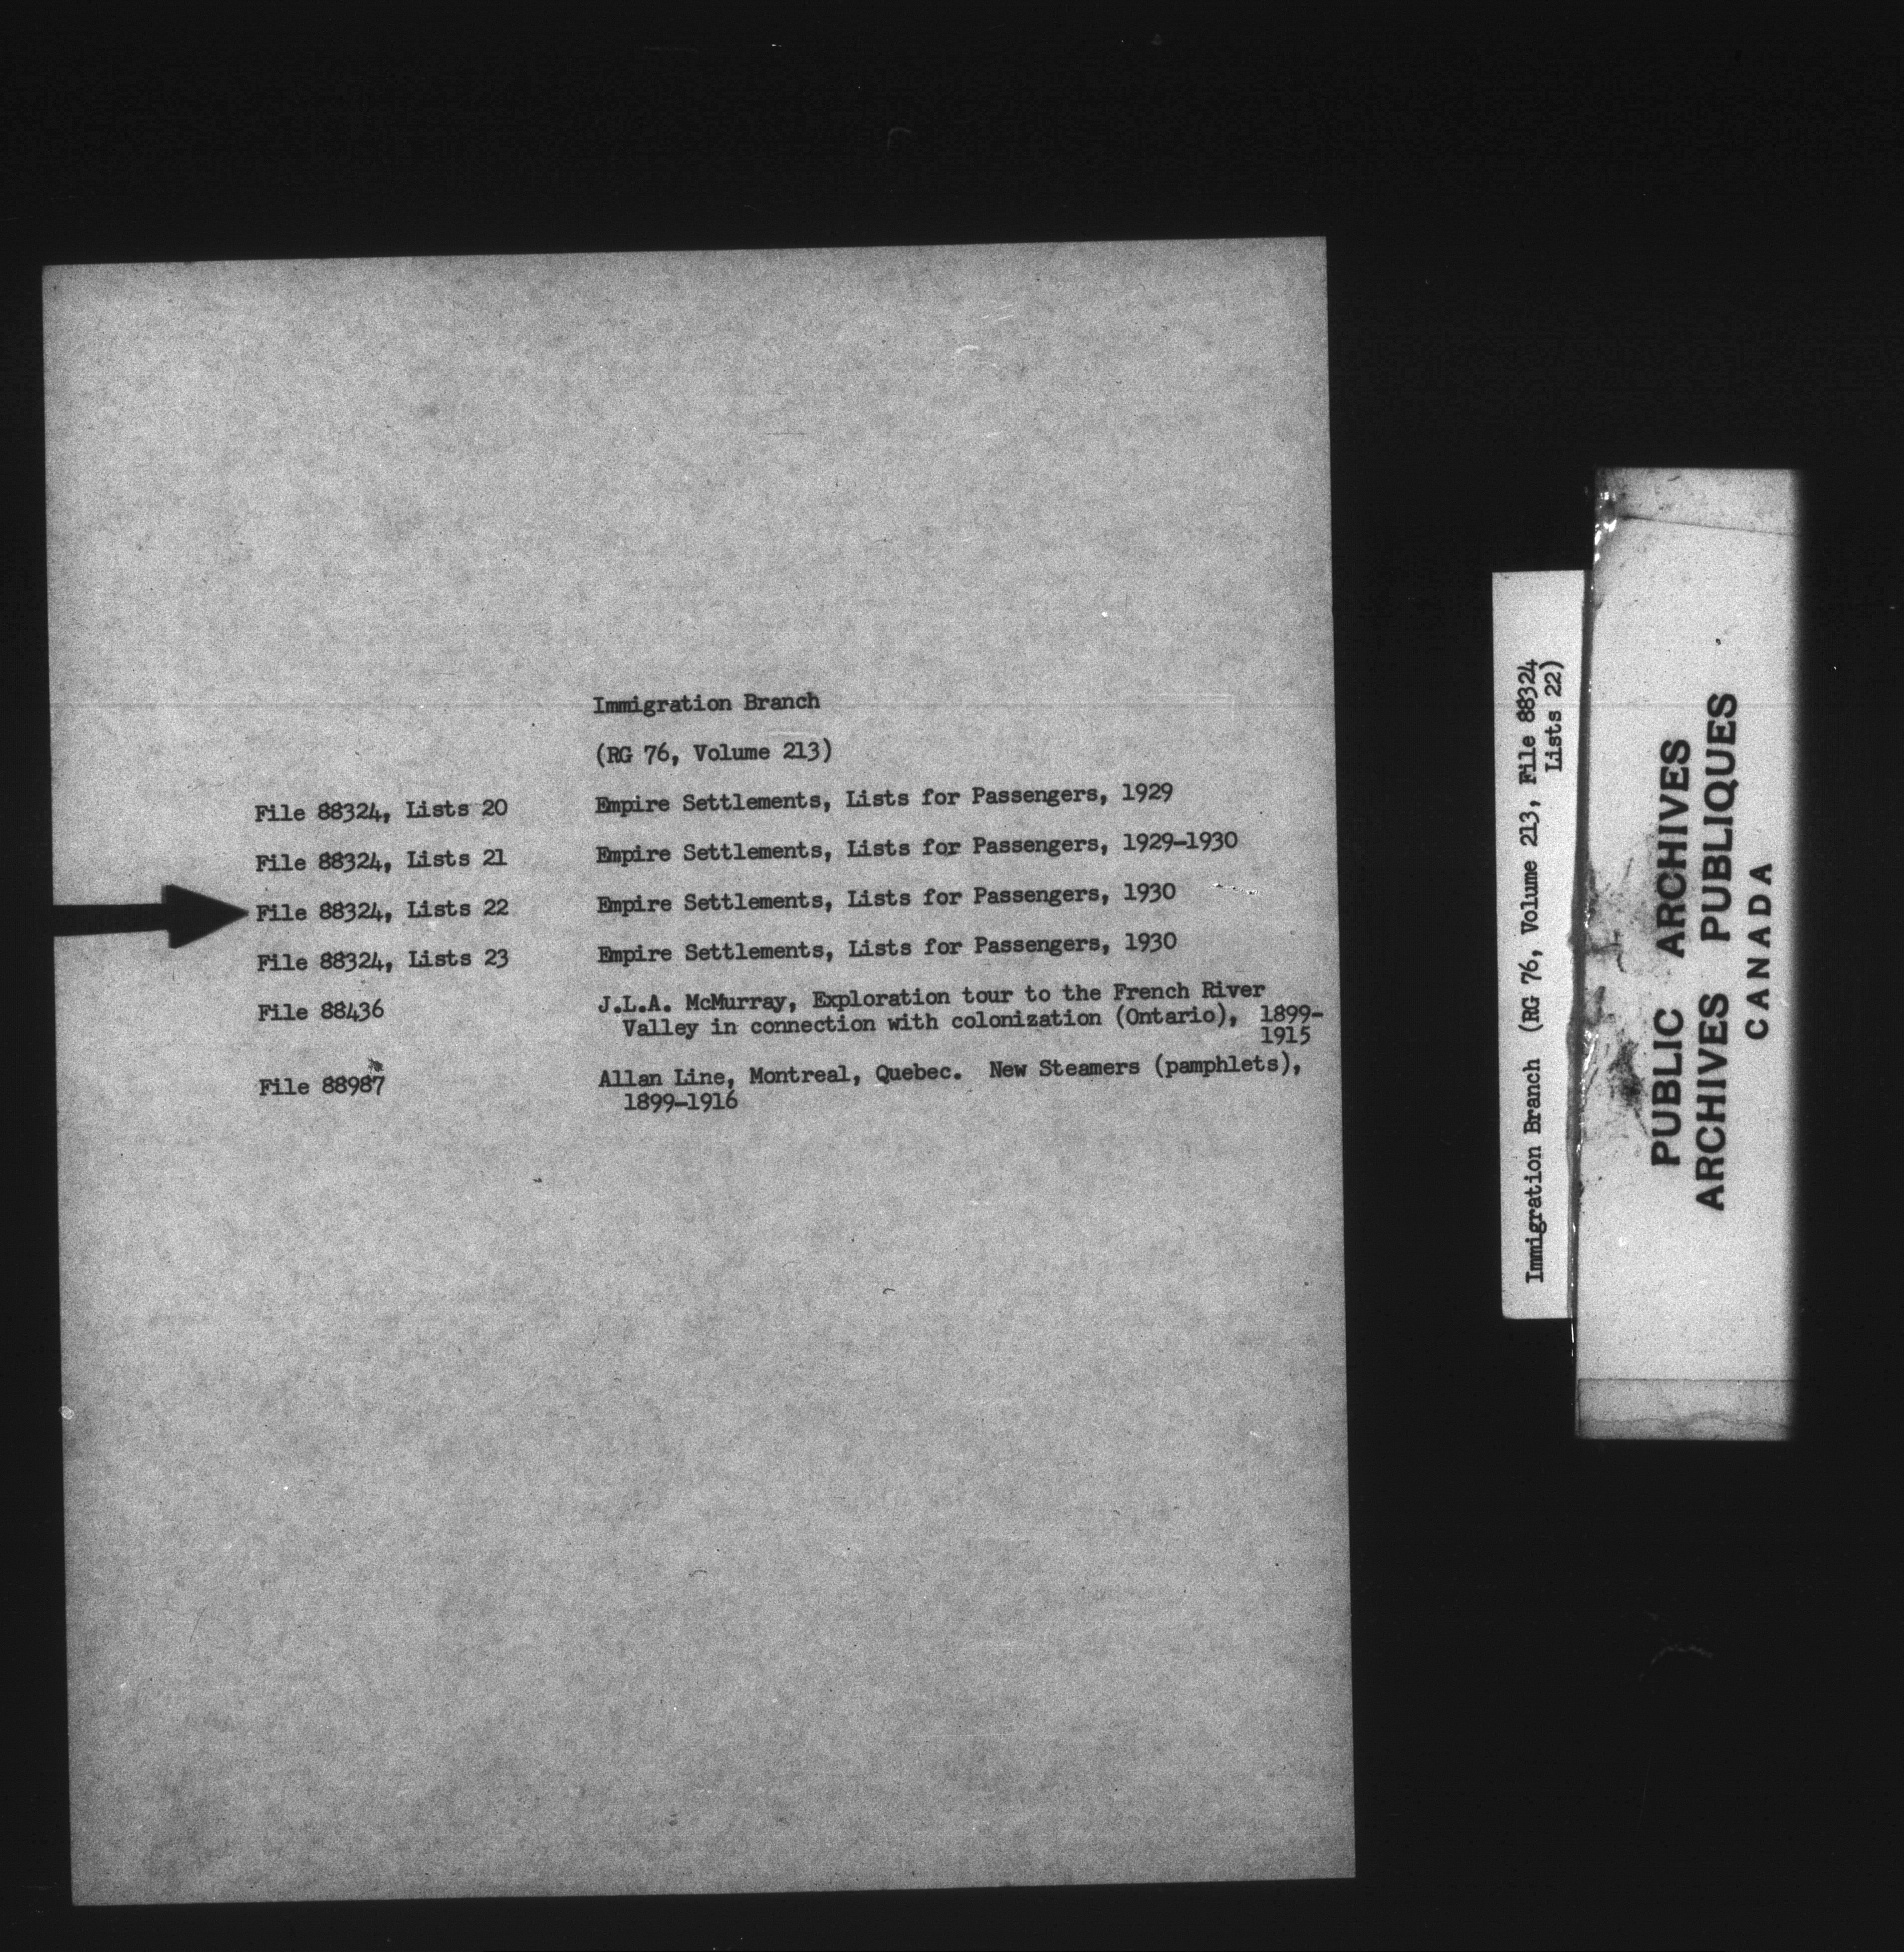 Immigration Branch
(RG 76, Volume 213)
File 88324, Lists 20 Empire Settlements, Lists for Passengers, 1929
File 88324, Lists 21 Empire Settlements, Lists for Passengers, 1929-1930
File 88324, Lists 22 Empire Settlements, Lists for Passengers, 1930
File 88324, Lists 23 Empire Settlements, Lists for Passengers, 1930
File 88436 J.L.A. McMurray, Exploration tour to the French River
Valley in connection with colonization (Ontario), 1899-
1915
File 88987 Allan Line, Montreal, Quebec. New Steamers (pamphlets),
1899-1916
Immigration Branch (RG 76, Volume 213, File 88324
Lists 22)
PUBLIC ARCHIVES
ARCHIVES PUBLIQUES
CANADA